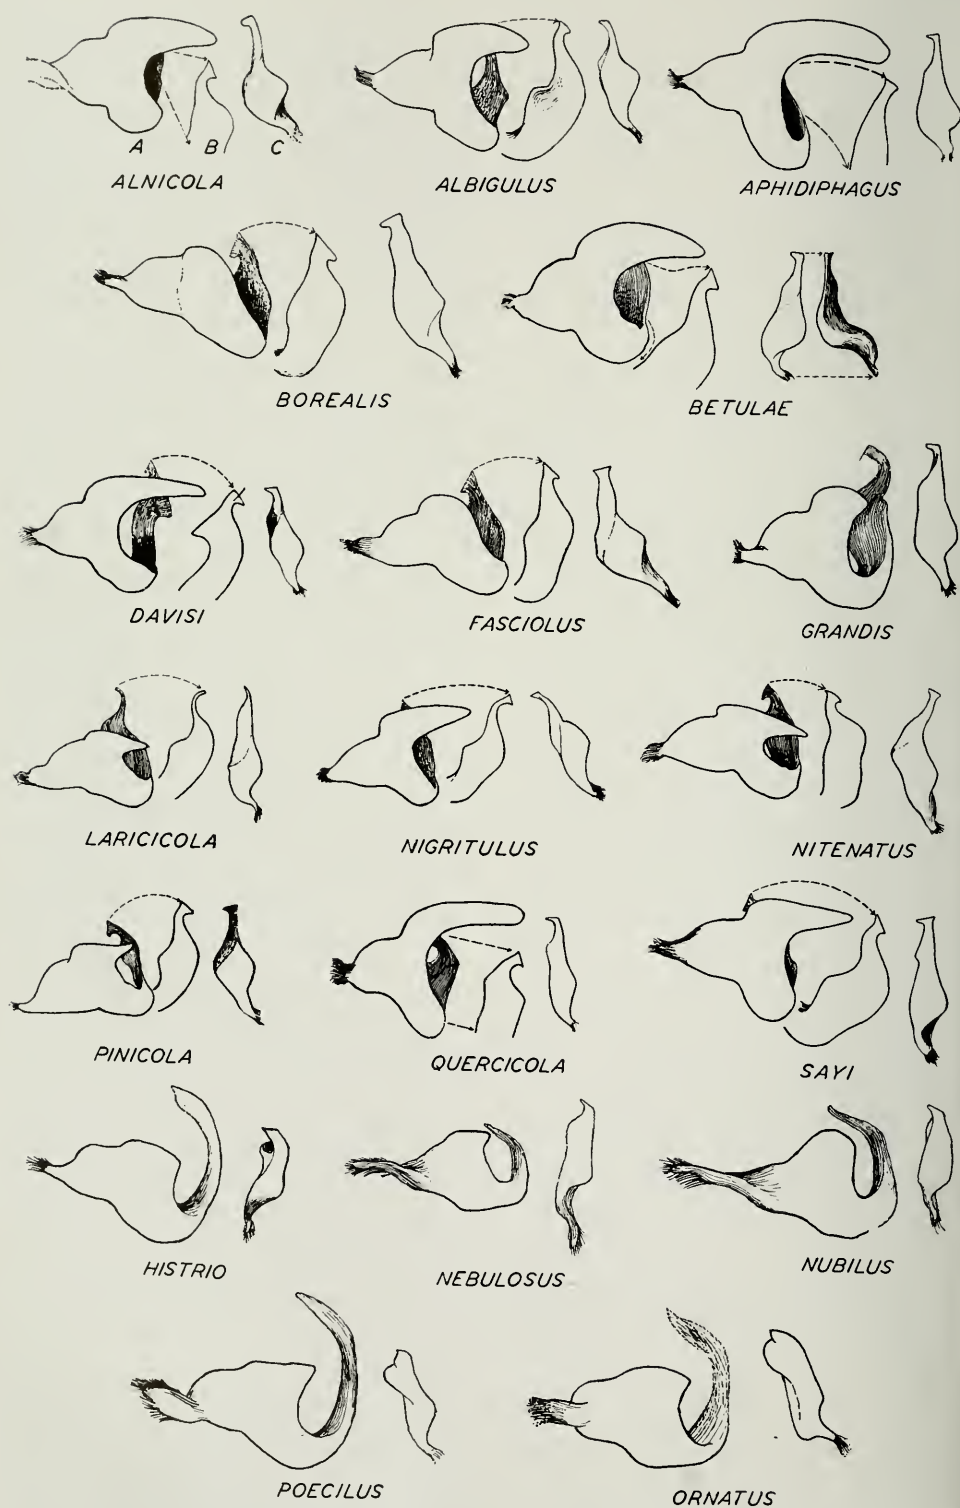 A B C
ALNICOLA ALBIGULUS APHIDIPHAGUS
BOREALIS BETULAE
DAVISI FASCIOLUS GRANDIS
LARICICOLA NIGRITULUS NITENATUS
PINICOLA QUERCICOLA SAYI
HISTRIO NEBULOSUS NUBILUS
POECILUS ORNATUS